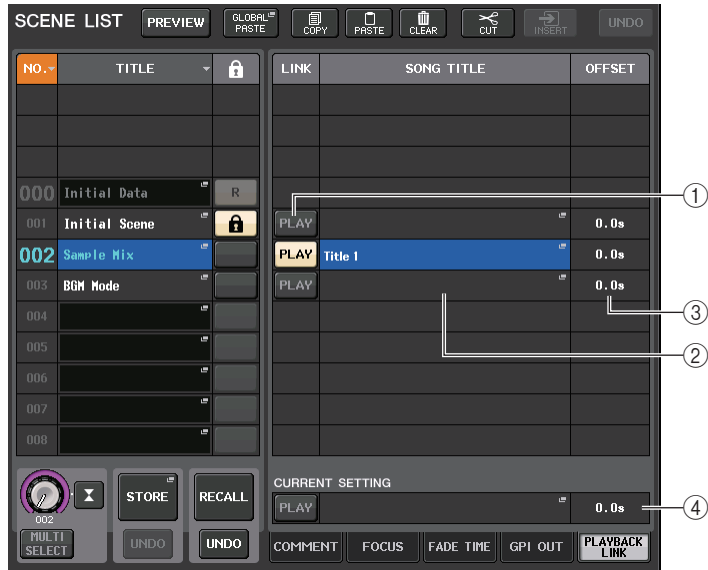 SCENE LIST PREVIEW GLOBAL PASTE COPY PASTE CLEAR CUT INSERT UNDO
NO. TITLE LINK SONG TITLE OFFSET
000 Initial Data R
001 Initial Scene PLAY 0.0s
002 Sample Mix PLAY Title 1 0.0s
003 BGM Mode PLAY 0.0s
004
005
006
007
008
CURRENT SETTING
PLAY 0.0s
002 STORE RECALL
MULTI SELECT UNDO UNDO
COMMENT FOCUS FADE TIME GPI OUT PLAYBACK LINK
①
③
②
④